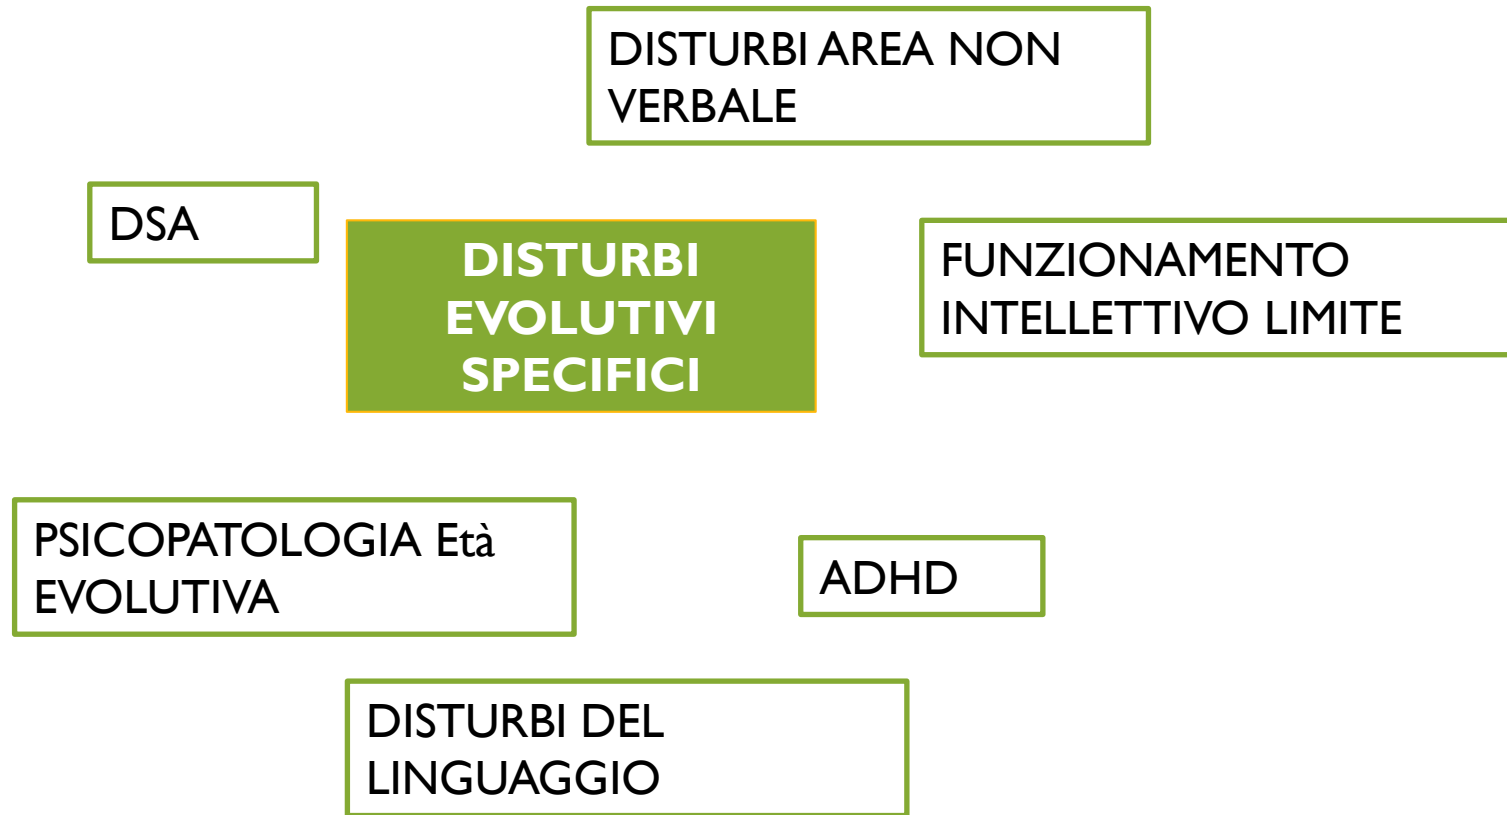 DISTURBI AREA NON
VERBALE
DSA
DISTURBI
EVOLUTIVI
SPECIFICI
FUNZIONAMENTO
INTELLETTIVO LIMITE
PSICOPATOLOGIA Età
EVOLUTIVA
ADHD
DISTURBI DEL
LINGUAGGIO